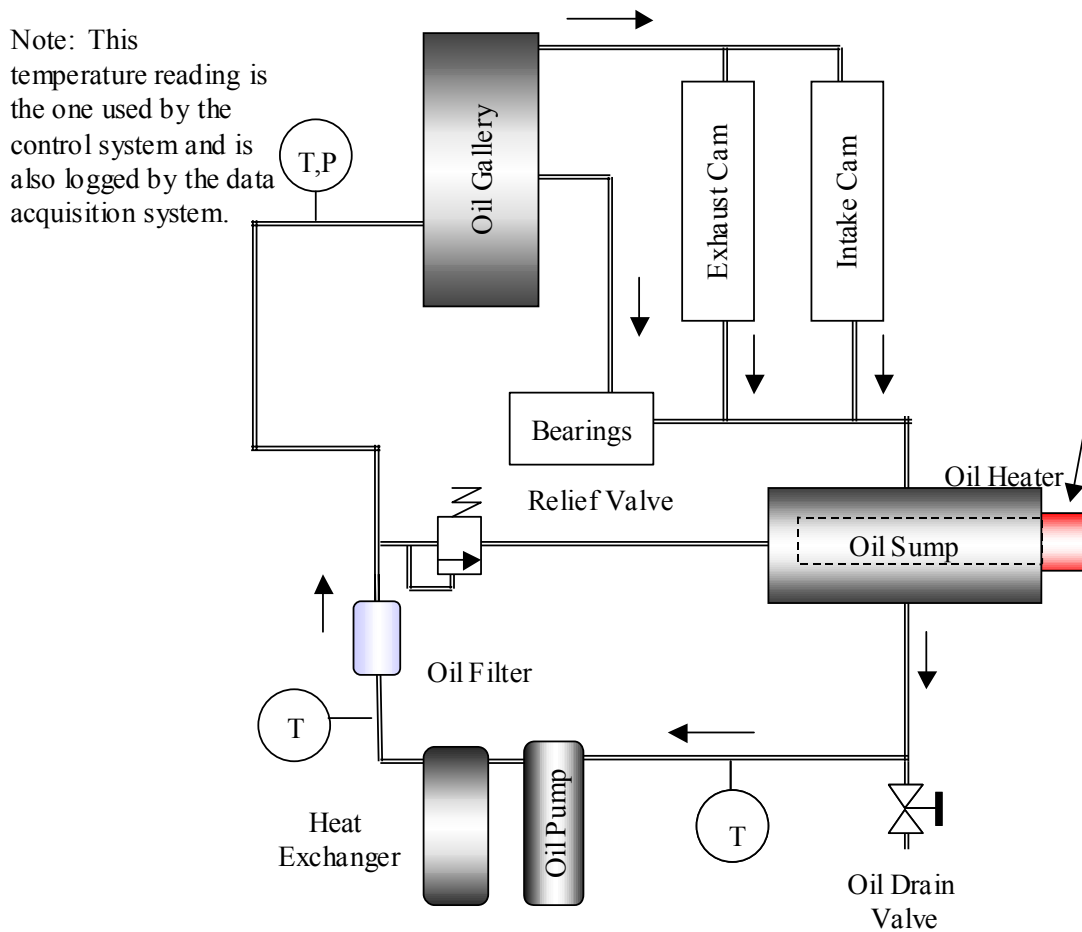 Note: This
temperature reading is
the one used by the
control system and is
also logged by the data
acquisition system.
T,P
Oil Gallery
Exhaust Cam
Intake Cam
Bearings
Relief Valve
Oil Heater
Oil Sump
Oil Filter
T
Heat
Exchanger
Oil Pump
T
Oil Drain
Valve